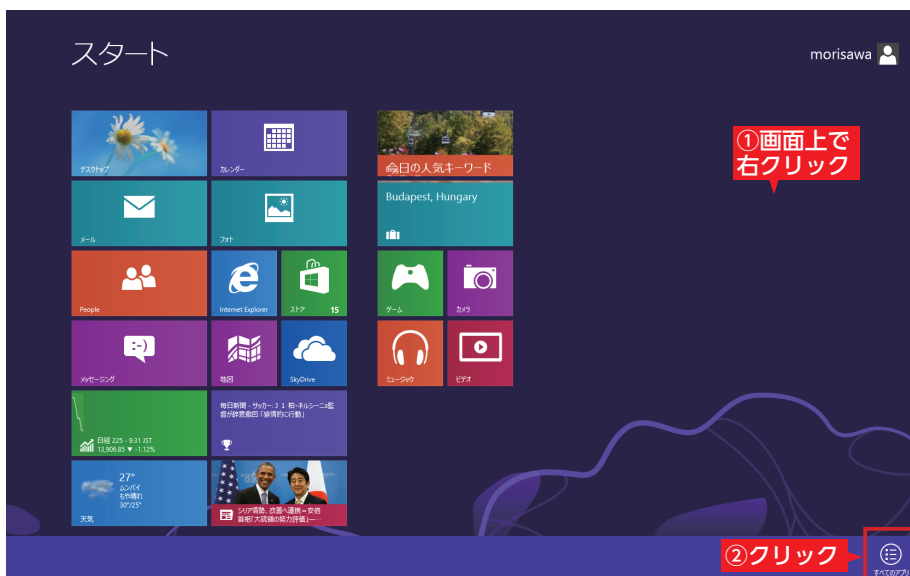 スタート
morisawa
デスクトップ
カレンダー
今日の人気キーワード
①画面上で
右クリック
メール
フォト
Budapest, Hungary
People
Internet Explorer
ストア
15
ゲーム
カメラ
メッセージング
地図
SkyDrive
ミュージック
ビデオ
日経 225 - 9:31 JST
13,906.85 ▼ -1.12%
毎日新聞 - サッカー:J 1 柏・ネルシーニョ監
督が辞意撤回「感情的に行動」
27°
ムンバイ
もや晴れ
30°/25°
天気
シリア情勢、改善へ連携＝安倍
首相「大統領の努力評価」―…
②クリック
すべてのアプリ